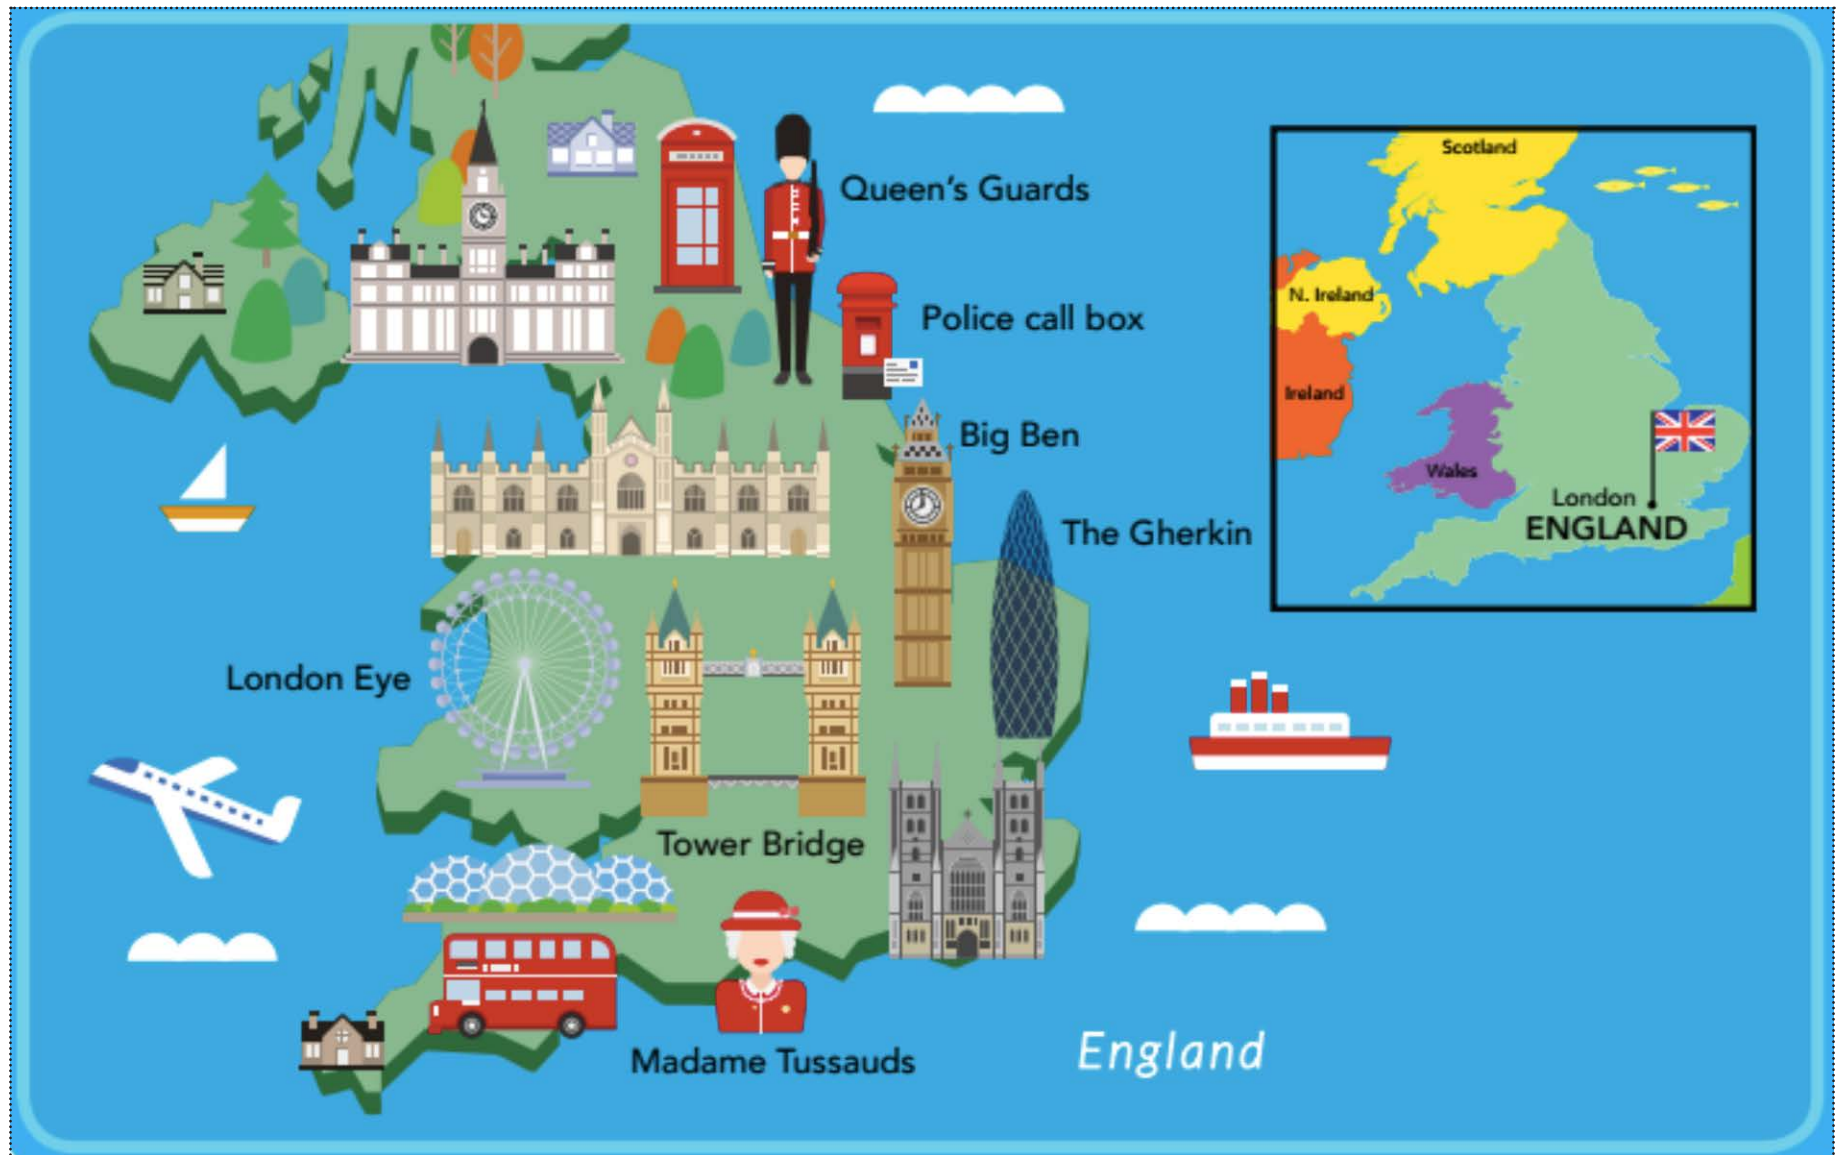 Queen's Guards
Police call box
Big Ben
The Gherkin
London Eye
Tower Bridge
Madame Tussauds
England
Scotland
N. Ireland
Ireland
Wales
London
ENGLAND